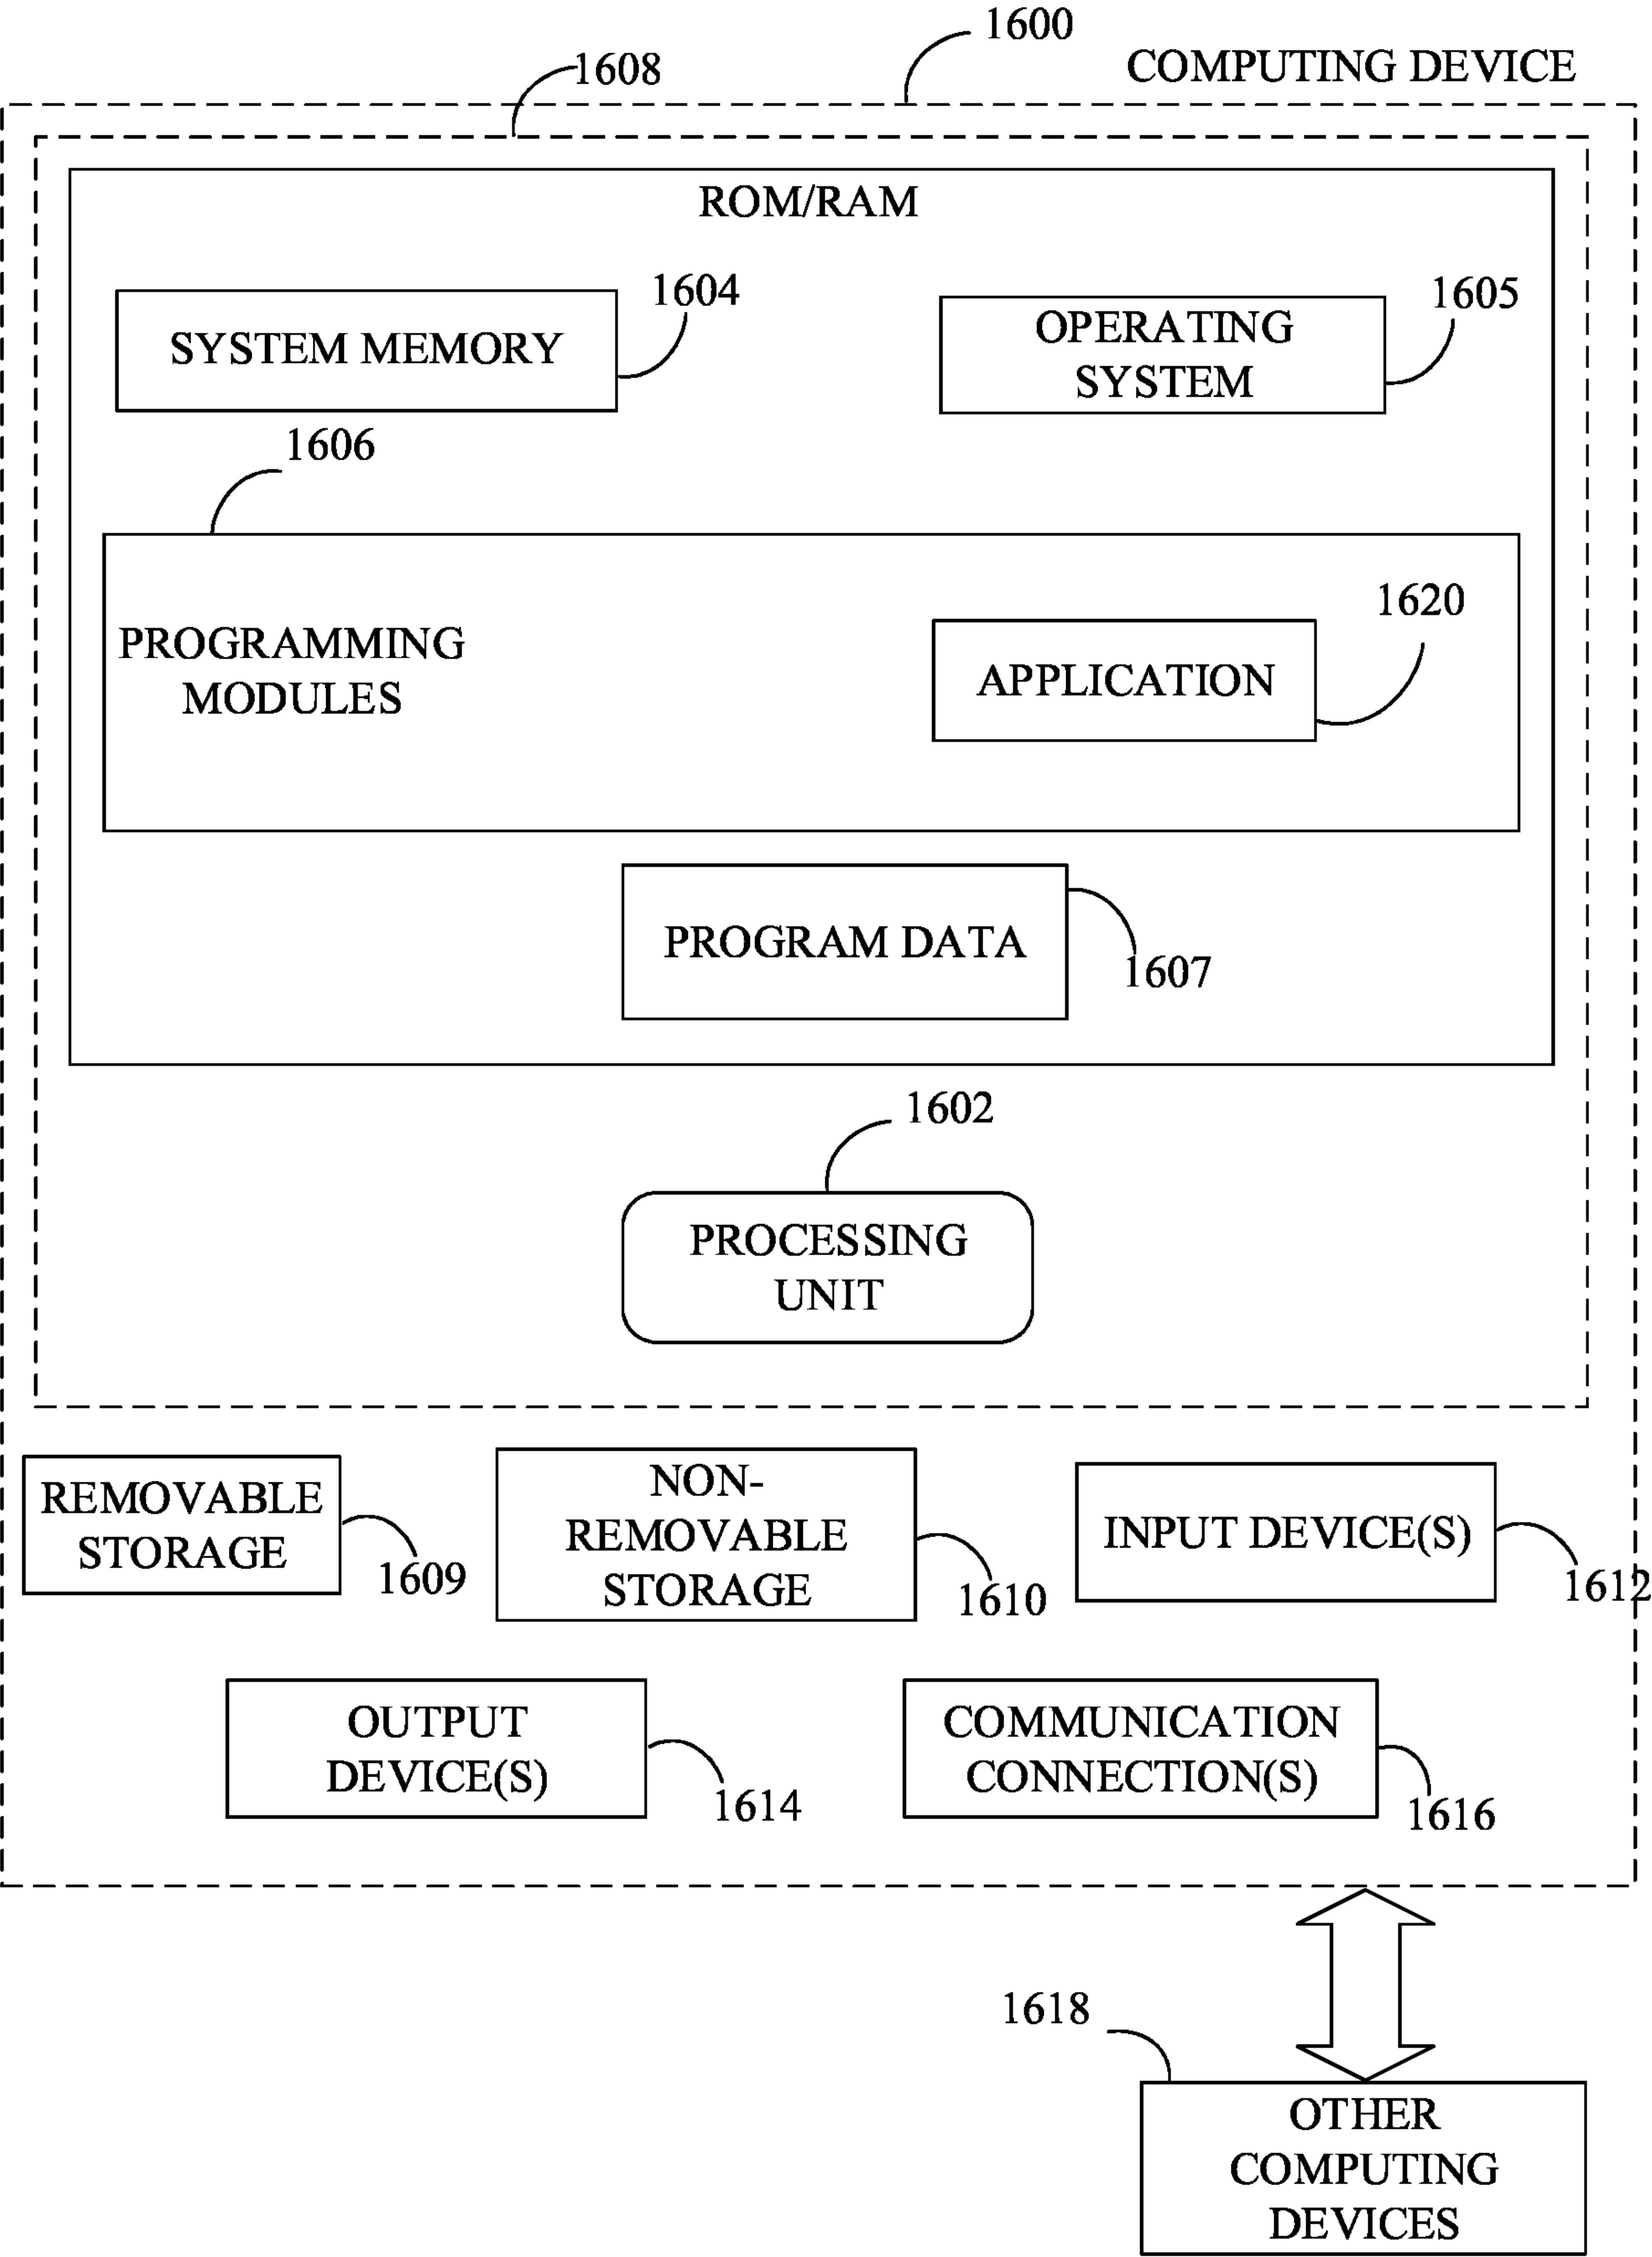 1600
COMPUTING DEVICE
1608
ROM/RAM
1604
1605
SYSTEM MEMORY
OPERATING
SYSTEM
1606
1620
PROGRAMMING
MODULES
APPLICATION
PROGRAM DATA
1607
1602
PROCESSING
UNIT
REMOVABLE
STORAGE
1609
NON-
REMOVABLE
STORAGE
1610
INPUT DEVICE(S)
1612
OUTPUT
DEVICE(S)
1614
COMMUNICATION
CONNECTION(S)
1616
1618
OTHER
COMPUTING
DEVICES